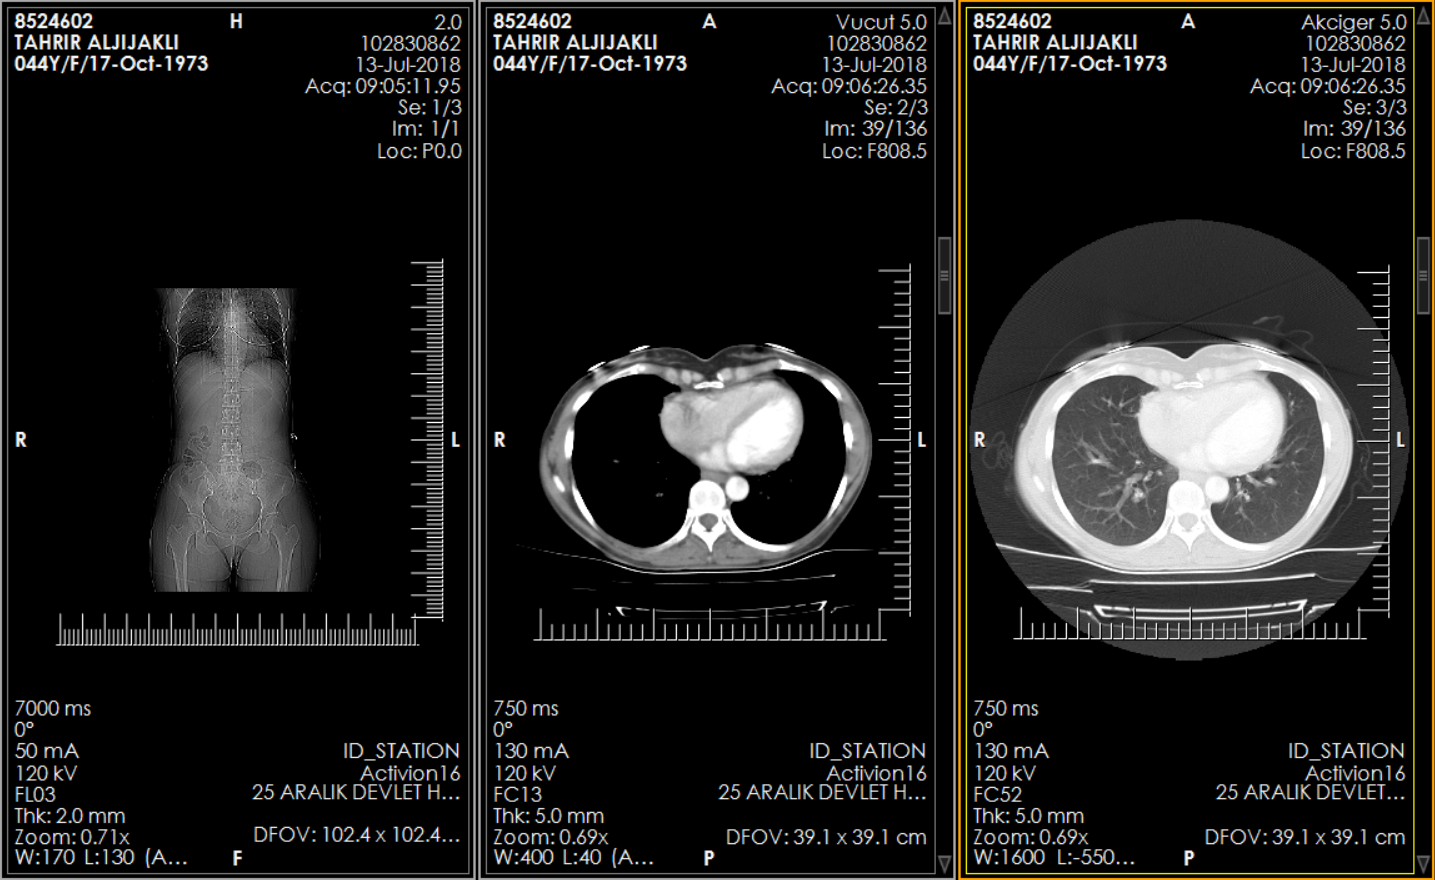 8524602
H
2.0
TAHRIR ALJIJAKLI
102830862
044Y/F/17-Oct-1973
13-Jul-2018
Acq: 09:05:11.95
Se: 1/3
Im: 1/1
Loc: P0.0
R
L
7000 ms
0°
50 mA
ID_STATION
120 kV
Activion16
FL03
25 ARALIK DEVLET H...
Thk: 2.0 mm
Zoom: 0.71x
DFOV: 102.4 x 102.4...
W:170 L:130 (A...
F
8524602
A
Vucut 5.0
TAHRIR ALJIJAKLI
102830862
044Y/F/17-Oct-1973
13-Jul-2018
Acq: 09:06:26.35
Se: 2/3
Im: 39/136
Loc: F808.5
R
L
750 ms
0°
130 mA
ID_STATION
120 kV
Activion16
FC13
25 ARALIK DEVLET H...
Thk: 5.0 mm
Zoom: 0.69x
DFOV: 39.1 x 39.1 cm
W:400 L:40 (A...
P
8524602
A
Akciger 5.0
TAHRIR ALJIJAKLI
102830862
044Y/F/17-Oct-1973
13-Jul-2018
Acq: 09:06:26.35
Se: 3/3
Im: 39/136
Loc: F808.5
R
L
750 ms
0°
130 mA
ID_STATION
120 kV
Activion16
FC52
25 ARALIK DEVLET...
Thk: 5.0 mm
Zoom: 0.69x
DFOV: 39.1 x 39.1 cm
W:1600 L:-550...
P